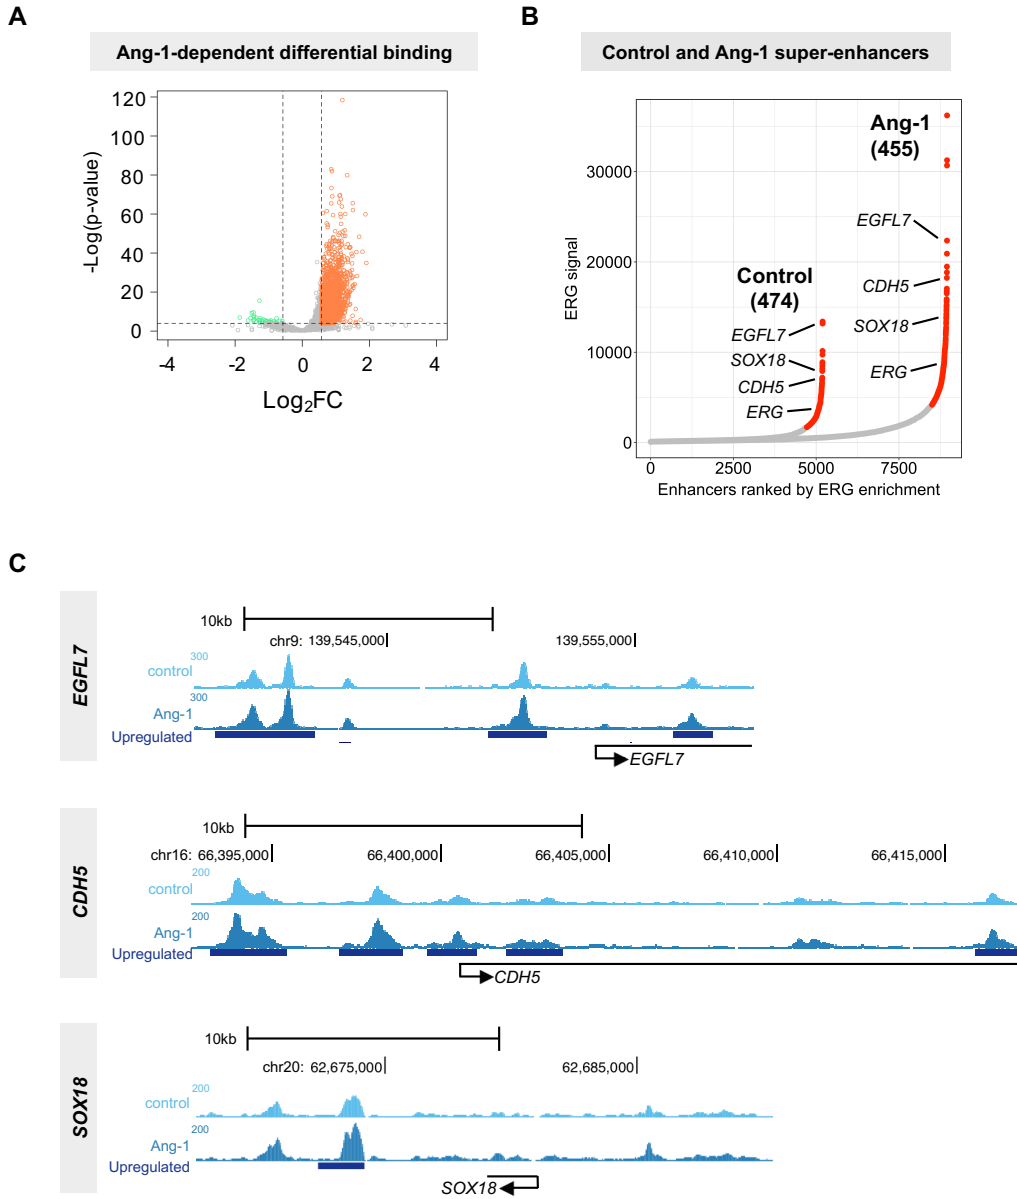 A
Ang-1-dependent differential binding
120
100
80
60
40
20
0
-Log(p-value)
-4
-2
0
2
4
Log2FC
B
Control and Ang-1 super-enhancers
Ang-1
(455)
30000
20000
10000
0
ERG signal
EGFL7
CDH5
SOX18
ERG
Control
(474)
EGFL7
SOX18
CDH5
ERG
0
2500
5000
7500
Enhancers ranked by ERG enrichment
C
EGFL7
10kb
chr9: 139,545,000
139,555,000
300
control
300
Ang-1
Upregulated
EGFL7
CDH5
10kb
chr16: 66,395,000
66,400,000
66,405,000
66,410,000
66,415,000
200
control
200
Ang-1
Upregulated
CDH5
SOX18
10kb
chr20: 62,675,000
62,685,000
200
control
200
Ang-1
Upregulated
SOX18